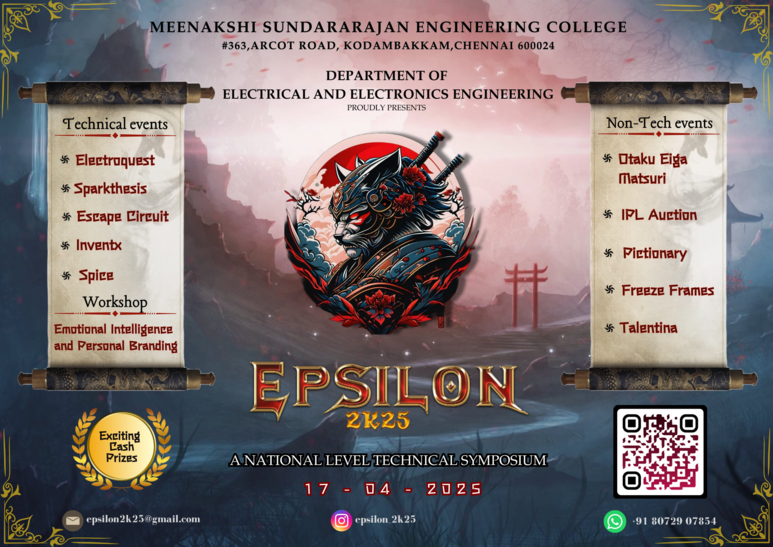 MEENAKSHI SUNDARARAJAN ENGINEERING COLLEGE
#363,ARCOT ROAD, KODAMBAKKAM,CHENNAI 600024
DEPARTMENT OF
ELECTRICAL AND ELECTRONICS ENGINEERING
PROUDLY PRESENTS
Technical events
Electroquest
Sparkthesis
Escape Circuit
Inventx
Spice
Workshop
Emotional Intelligence
and Personal Branding
Non-Tech events
Otaku Eiga
Matsuri
IPL Auction
Pictionary
Freeze Frames
Talentina
EPSILON
2K25
Exciting
Cash
Prizes
A NATIONAL LEVEL TECHNICAL SYMPOSIUM
17 - 04 - 2025
epsilon2k25@gmail.com
epsilon_2k25
+91 80729 07854